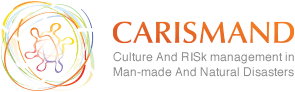 CARISMAND
Culture And RISk management in
Man-made And Natural Disasters